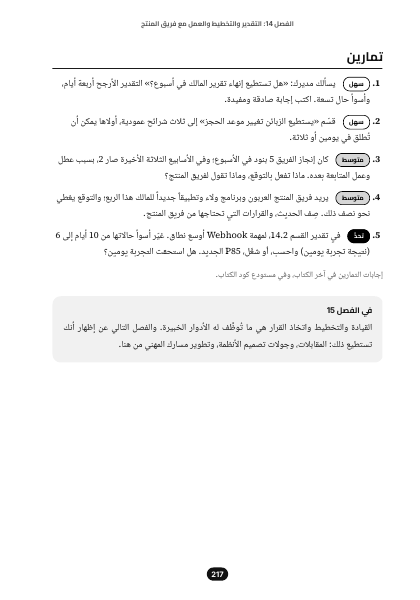 الفصل 14: التقدير والتخطيط والعمل مع فريق المنتج
تمارين
1. سهل يسألك مديرك: «هل تستطيع إنهاء تقرير المالك في أسبوع؟» التقدير الأرجح أربعة أيام،
وأسوأ حال تسعة. اكتب إجابة صادقة ومفيدة.
2. سهل قسّم «يستطيع الزبائن تغيير موعد الحجز» إلى ثلاث شرائح عمودية، أولاها يمكن أن
تُطلق في يومين أو ثلاثة.
3. متوسط كان إنجاز الفريق 5 بنود في الأسبوع؛ وفي الأسابيع الثلاثة الأخيرة صار 2، بسبب عطل
وعمل المتابعة بعده. ماذا تفعل بالتوقع، وماذا تقول لفريق المنتج؟
4. متوسط يريد فريق المنتج العربون وبرنامج ولاء وتطبيقاً جديداً للمالك هذا الربع؛ والتوقع يغطي
نحو نصف ذلك. صِف الحديث، والقرارات التي تحتاجها من فريق المنتج.
5. تحدٍّ في تقدير القسم 14.2، لمهمة Webhook أوسع نطاق. غيّر أسوأ حالاتها من 10 أيام إلى 6
(نتيجة تجربة يومين) واحسب، أو شغّل، P85 الجديد. هل استحقت التجربة يومين؟
إجابات التمارين في آخر الكتاب، وفي مستودع كود الكتاب.
في الفصل 15
القيادة والتخطيط واتخاذ القرار هي ما تُوظَّف له الأدوار الخبيرة. والفصل التالي عن إظهار أنك
تستطيع ذلك: المقابلات، وجولات تصميم الأنظمة، وتطوير مسارك المهني من هنا.
217